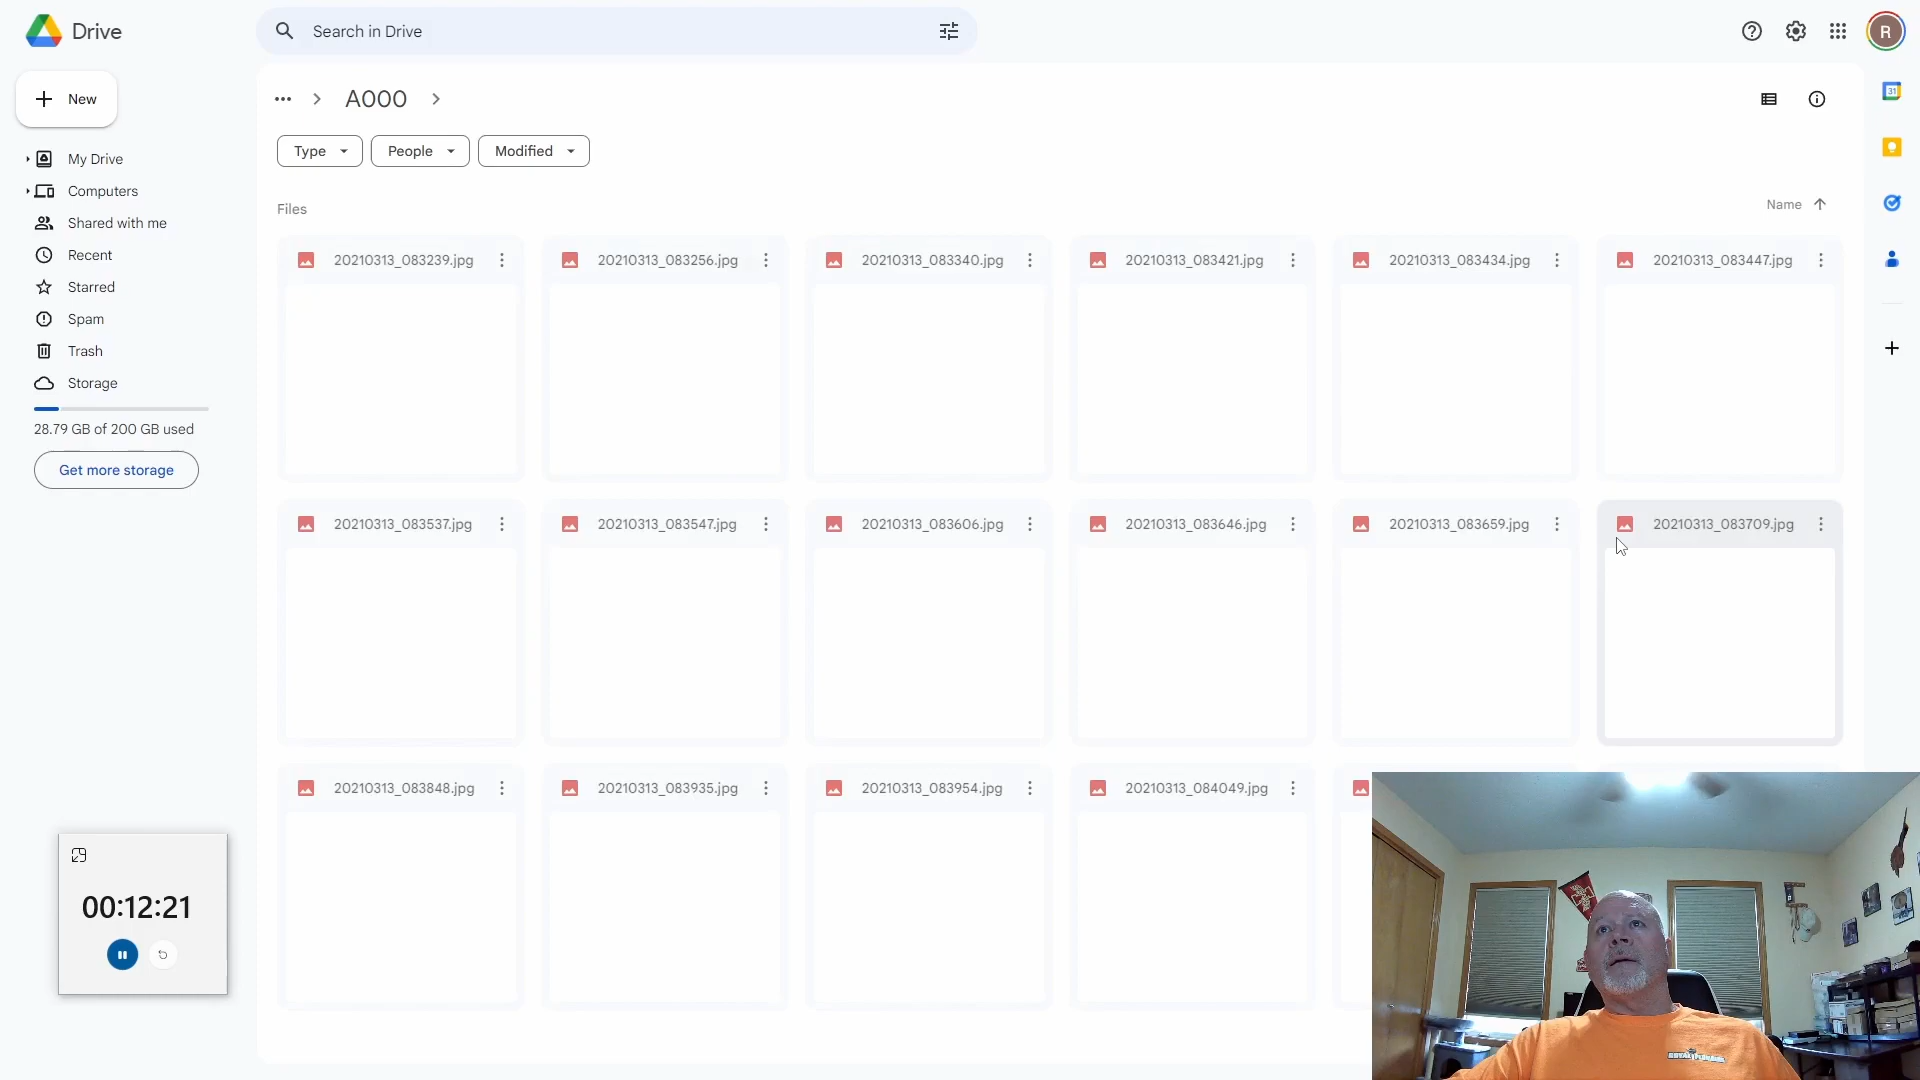 Drive
Search in Drive
R
New
A000
31
Type
People
Modified
My Drive
Computers
Shared with me
Recent
Starred
Spam
Trash
Storage
28.79 GB of 200 GB used
Get more storage
Files
Name
20210313_083239.jpg
20210313_083256.jpg
20210313_083340.jpg
20210313_083421.jpg
20210313_083434.jpg
20210313_083447.jpg
20210313_083537.jpg
20210313_083547.jpg
20210313_083606.jpg
20210313_083646.jpg
20210313_083659.jpg
20210313_083709.jpg
20210313_083848.jpg
20210313_083935.jpg
20210313_083954.jpg
20210313_084049.jpg
00:12:21